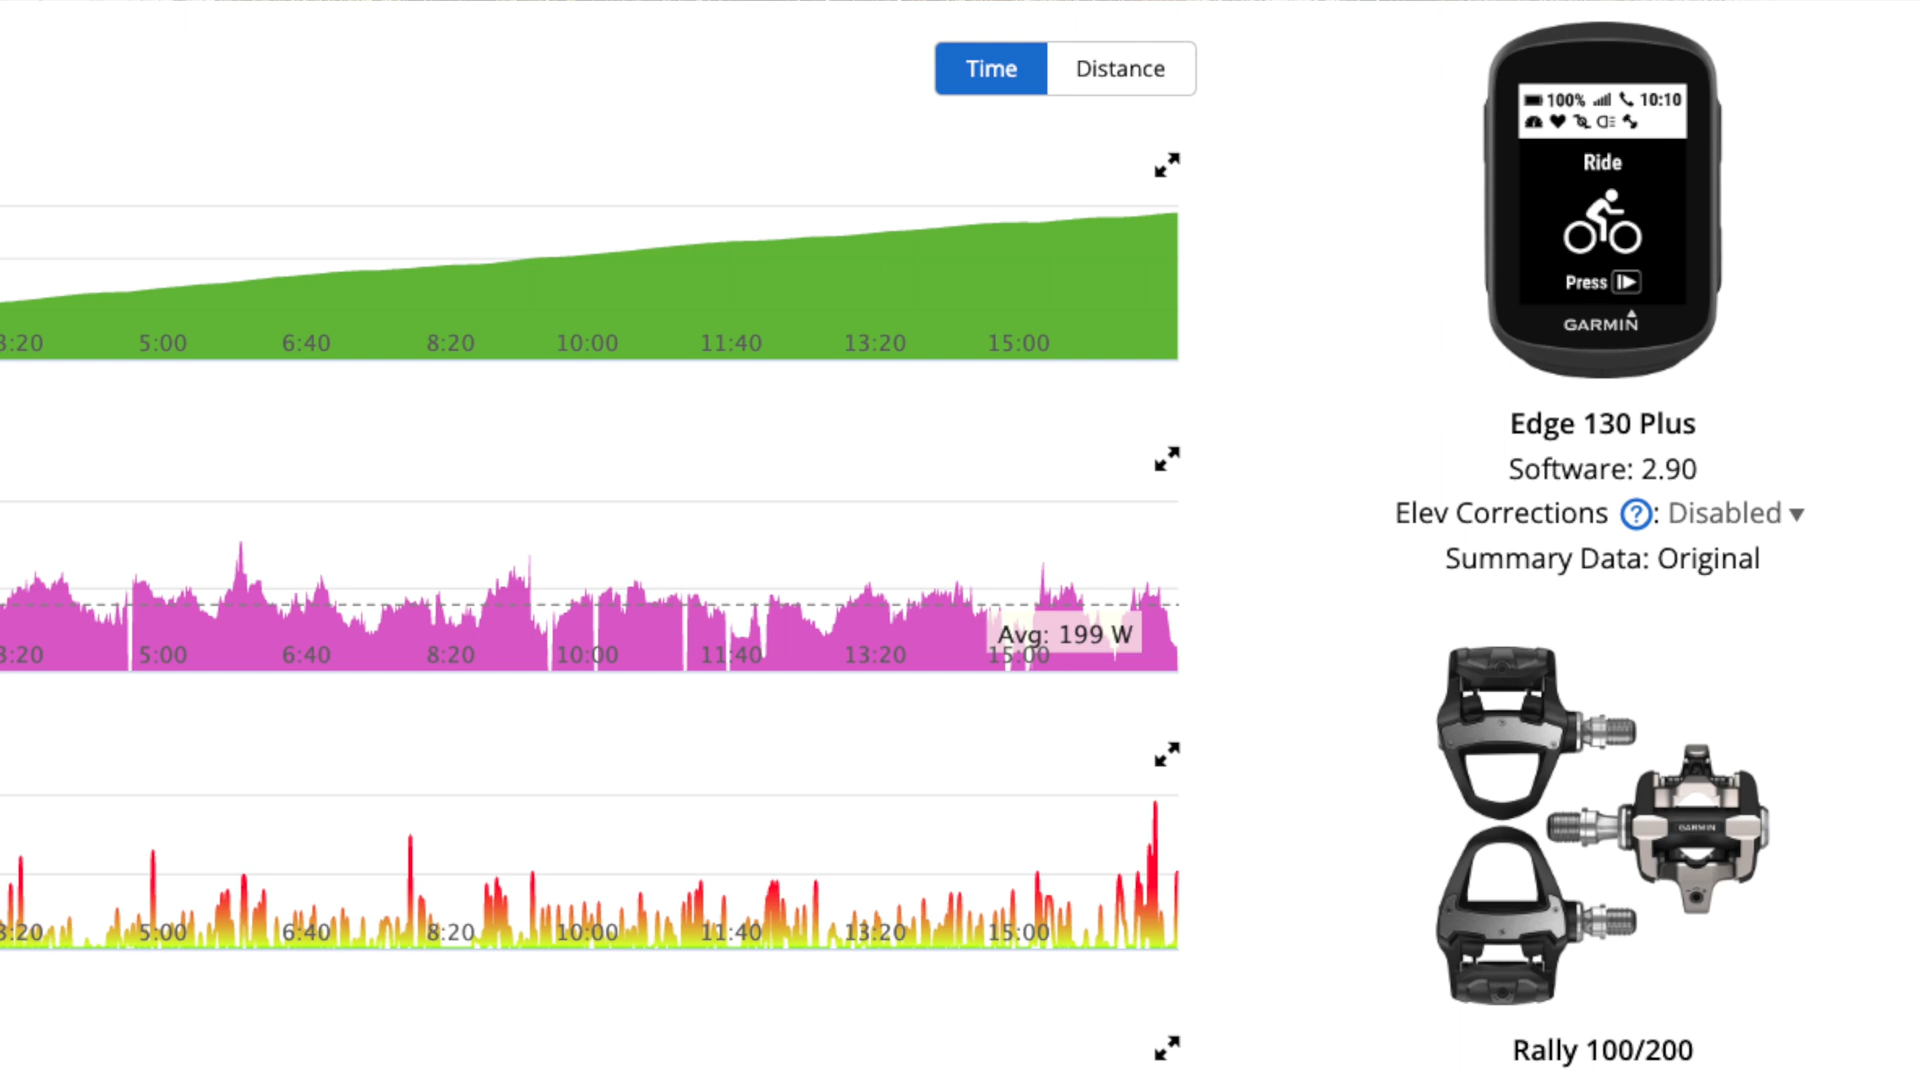 Time Distance
100% 10:10
Ride
Press
GARMIN
3:20 5:00 6:40 8:20 10:00 11:40 13:20 15:00
Edge 130 Plus
Software: 2.90
Elev Corrections ?: Disabled ▼
Summary Data: Original
Avg: 199 W
3:20 5:00 6:40 8:20 10:00 11:40 13:20 15:00
GARMIN
3:20 5:00 6:40 8:20 10:00 11:40 13:20 15:00
Rally 100/200